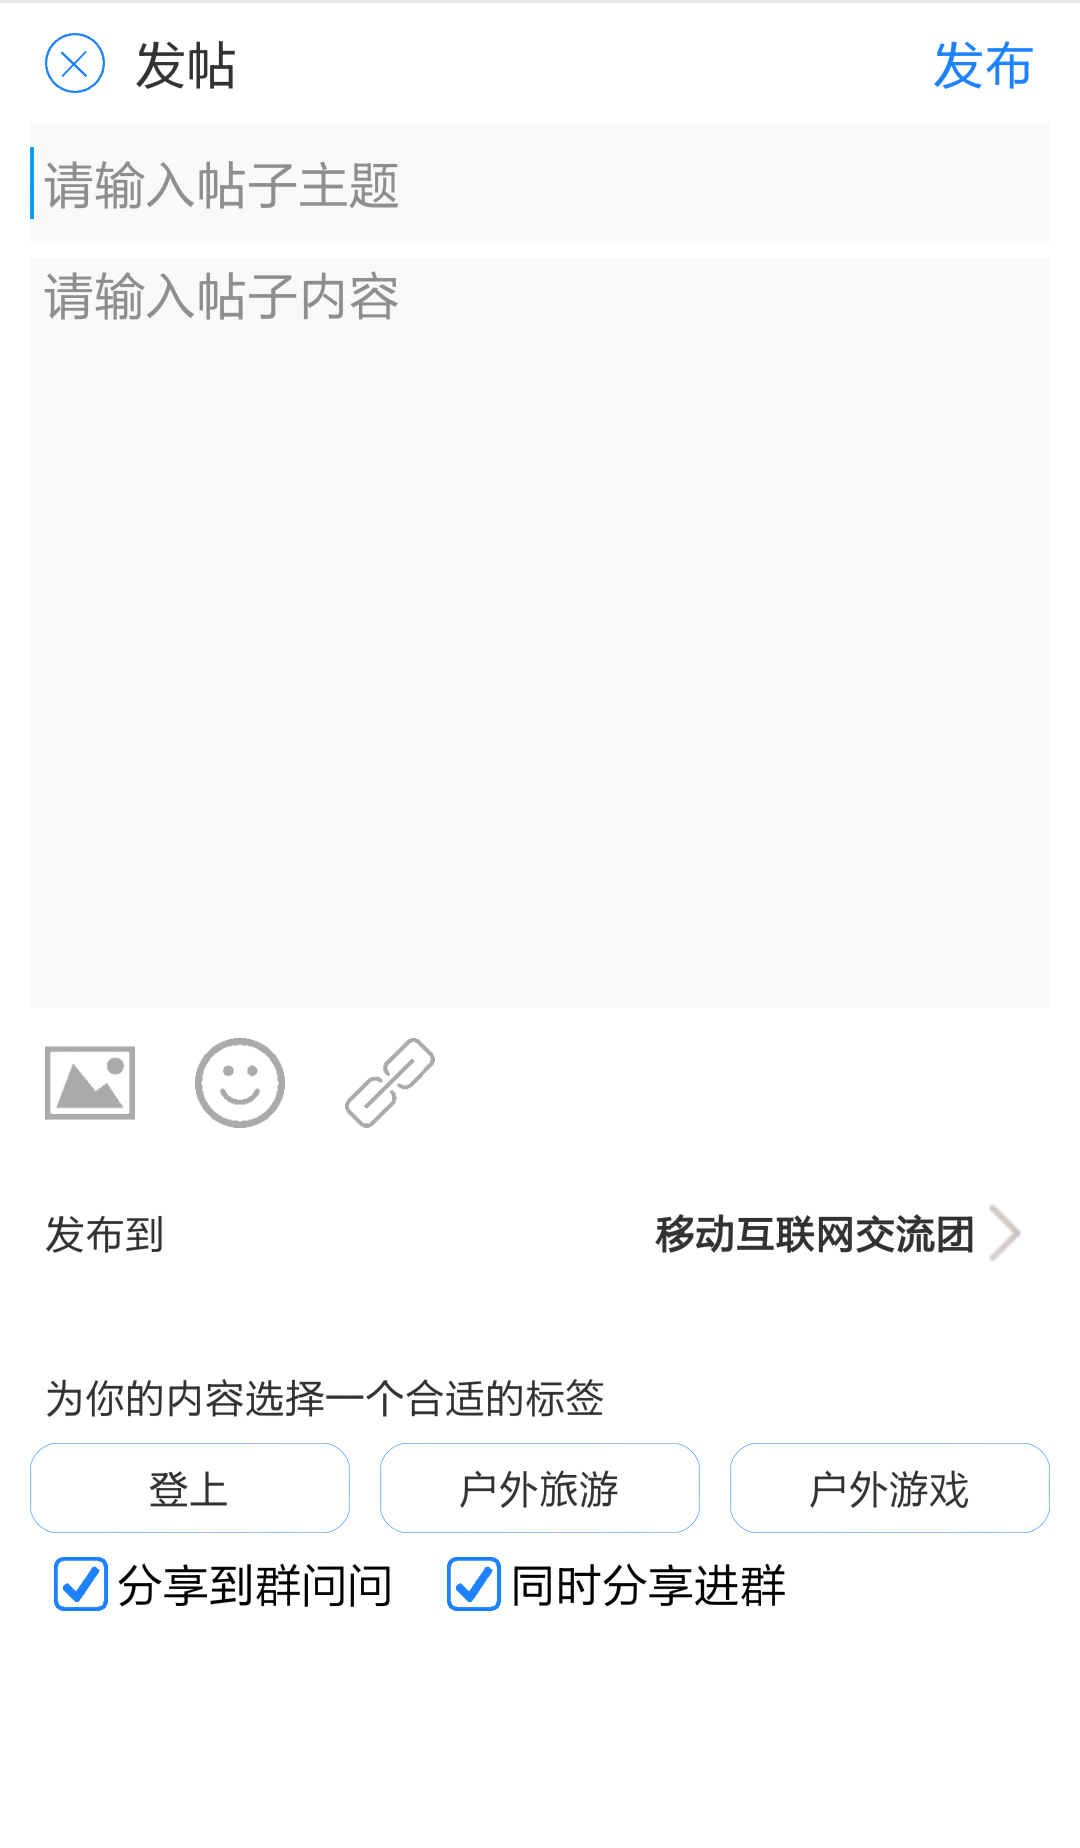 发帖 发布
请输入帖子主题
请输入帖子内容
发布到 移动互联网交流团
为你的内容选择一个合适的标签
登上 户外旅游 户外游戏
分享到群问问 同时分享进群